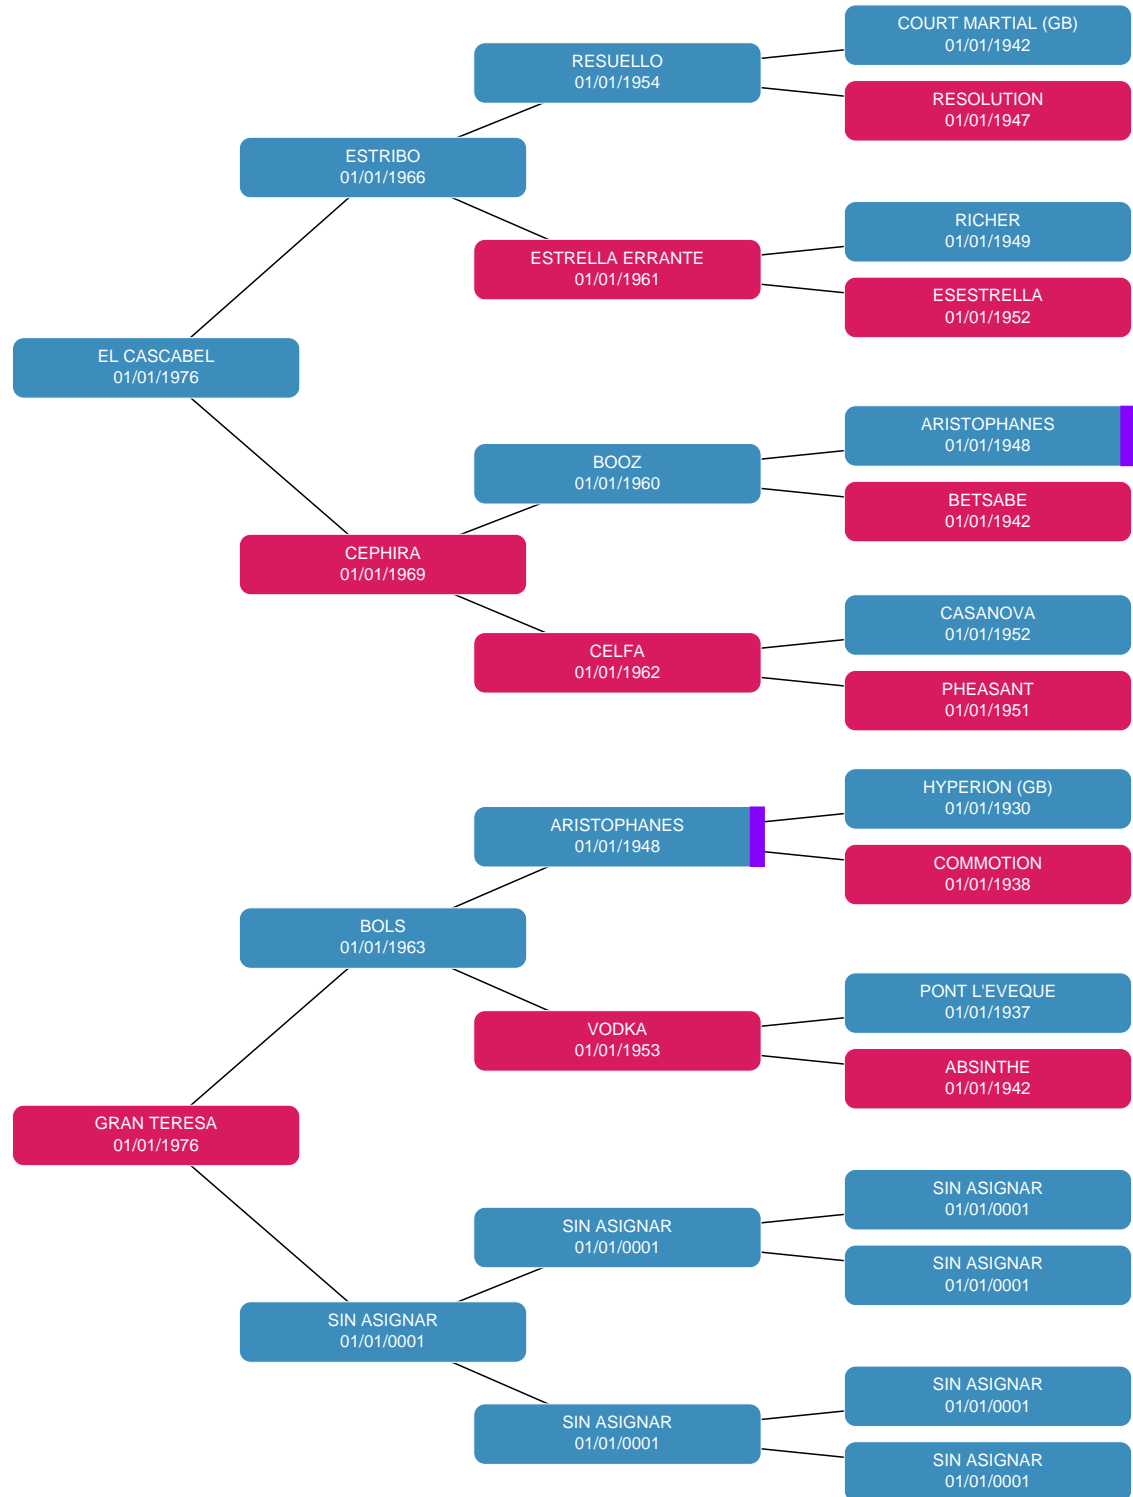 COURT MARTIAL (GB)
01/01/1942
RESUELLO
01/01/1954
RESOLUTION
01/01/1947
ESTRIBO
01/01/1966
RICHER
01/01/1949
ESTRELLA ERRANTE
01/01/1961
ESESTRELLA
01/01/1952
EL CASCABEL
01/01/1976
ARISTOPHANES
01/01/1948
BOOZ
01/01/1960
BETSABE
01/01/1942
CEPHIRA
01/01/1969
CASANOVA
01/01/1952
CELFA
01/01/1962
PHEASANT
01/01/1951
HYPERION (GB)
01/01/1930
ARISTOPHANES
01/01/1948
COMMOTION
01/01/1938
BOLS
01/01/1963
PONT L'EVEQUE
01/01/1937
VODKA
01/01/1953
ABSINTHE
01/01/1942
GRAN TERESA
01/01/1976
SIN ASIGNAR
01/01/0001
SIN ASIGNAR
01/01/0001
SIN ASIGNAR
01/01/0001
SIN ASIGNAR
01/01/0001
SIN ASIGNAR
01/01/0001
SIN ASIGNAR
01/01/0001
SIN ASIGNAR
01/01/0001